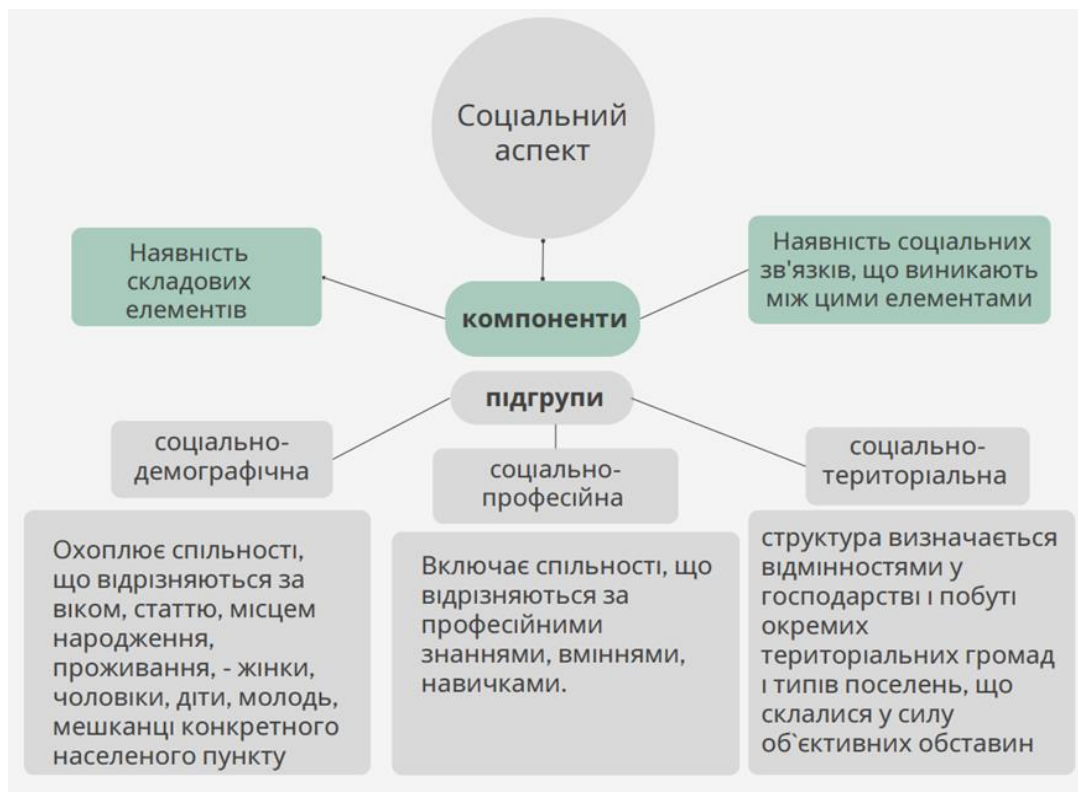 Соціальний
аспект
Наявність
складових
елементів
Наявність соціальних
зв'язків, що виникають
між цими елементами
компоненти
підгрупи
соціально-
демографічна
соціально-
професійна
соціально-
територіальна
Охоплює спільності,
що відрізняються за
віком, статтю, місцем
народження,
проживання, - жінки,
чоловіки, діти, молодь,
мешканці конкретного
населеного пункту
Включає спільності, що
відрізняються за
професійними
знаннями, вміннями,
навичками.
структура визначається
відмінностями у
господарстві і побуті
окремих
територіальних громад
і типів поселень, що
склалися у силу
об`єктивних обставин